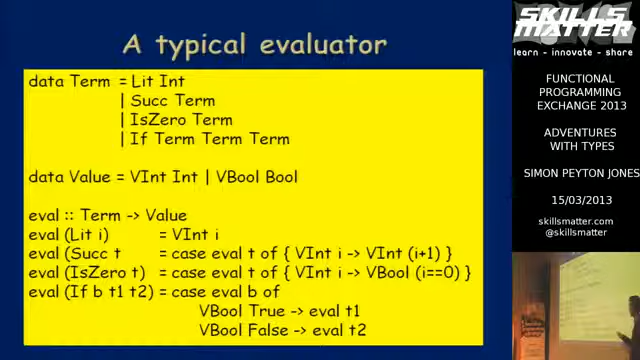 A typical evaluator
data Term = Lit Int
| Succ Term
| IsZero Term
| If Term Term Term
data Value = VInt Int | VBool Bool
eval :: Term -> Value
eval (Lit i) = VInt i
eval (Succ t = case eval t of { VInt i -> VInt (i+1) }
eval (IsZero t) = case eval t of { VInt i -> VBool (i==0) }
eval (If b t1 t2) = case eval b of
VBool True -> eval t1
VBool False -> eval t2
SKILLS
MATTER
learn - innovate - share
FUNCTIONAL
PROGRAMMING
EXCHANGE 2013
ADVENTURES
WITH TYPES
SIMON PEYTON JONES
15/03/2013
skillsmatter.com
@skillsmatter